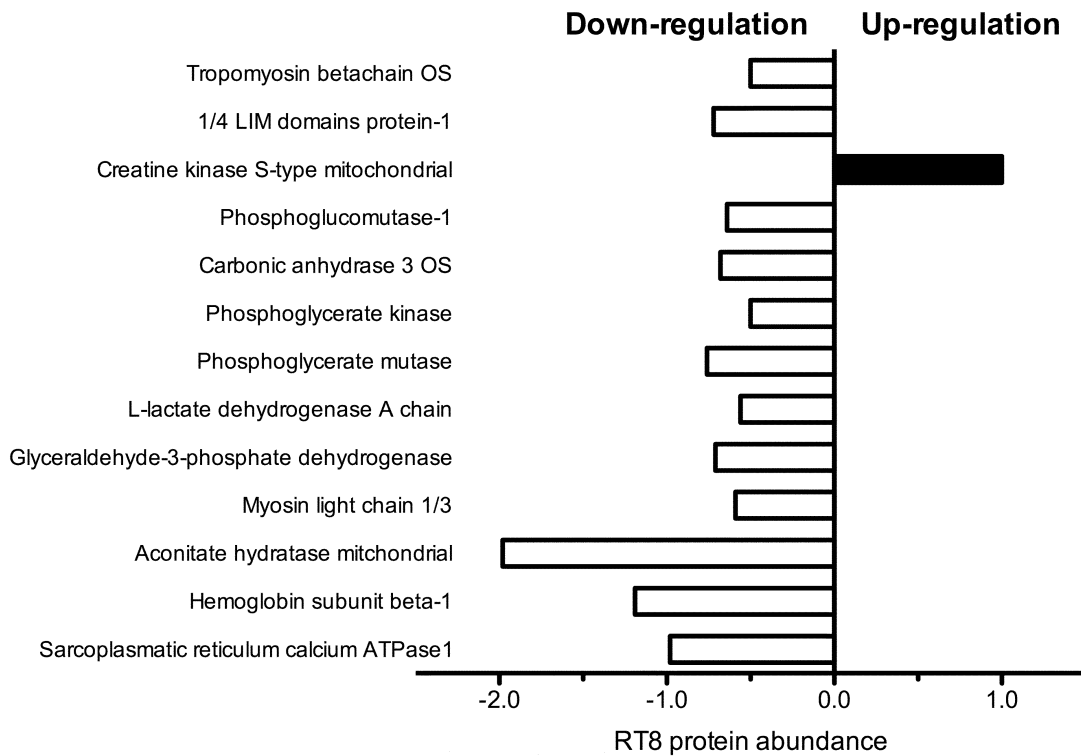 Down-regulation Up-regulation
Tropomyosin betachain OS
1/4 LIM domains protein-1
Creatine kinase S-type mitochondrial
Phosphoglucomutase-1
Carbonic anhydrase 3 OS
Phosphoglycerate kinase
Phosphoglycerate mutase
L-lactate dehydrogenase A chain
Glyceraldehyde-3-phosphate dehydrogenase
Myosin light chain 1/3
Aconitate hydratase mitchondrial
Hemoglobin subunit beta-1
Sarcoplasmatic reticulum calcium ATPase1
-2.0 -1.0 0.0 1.0
RT8 protein abundance